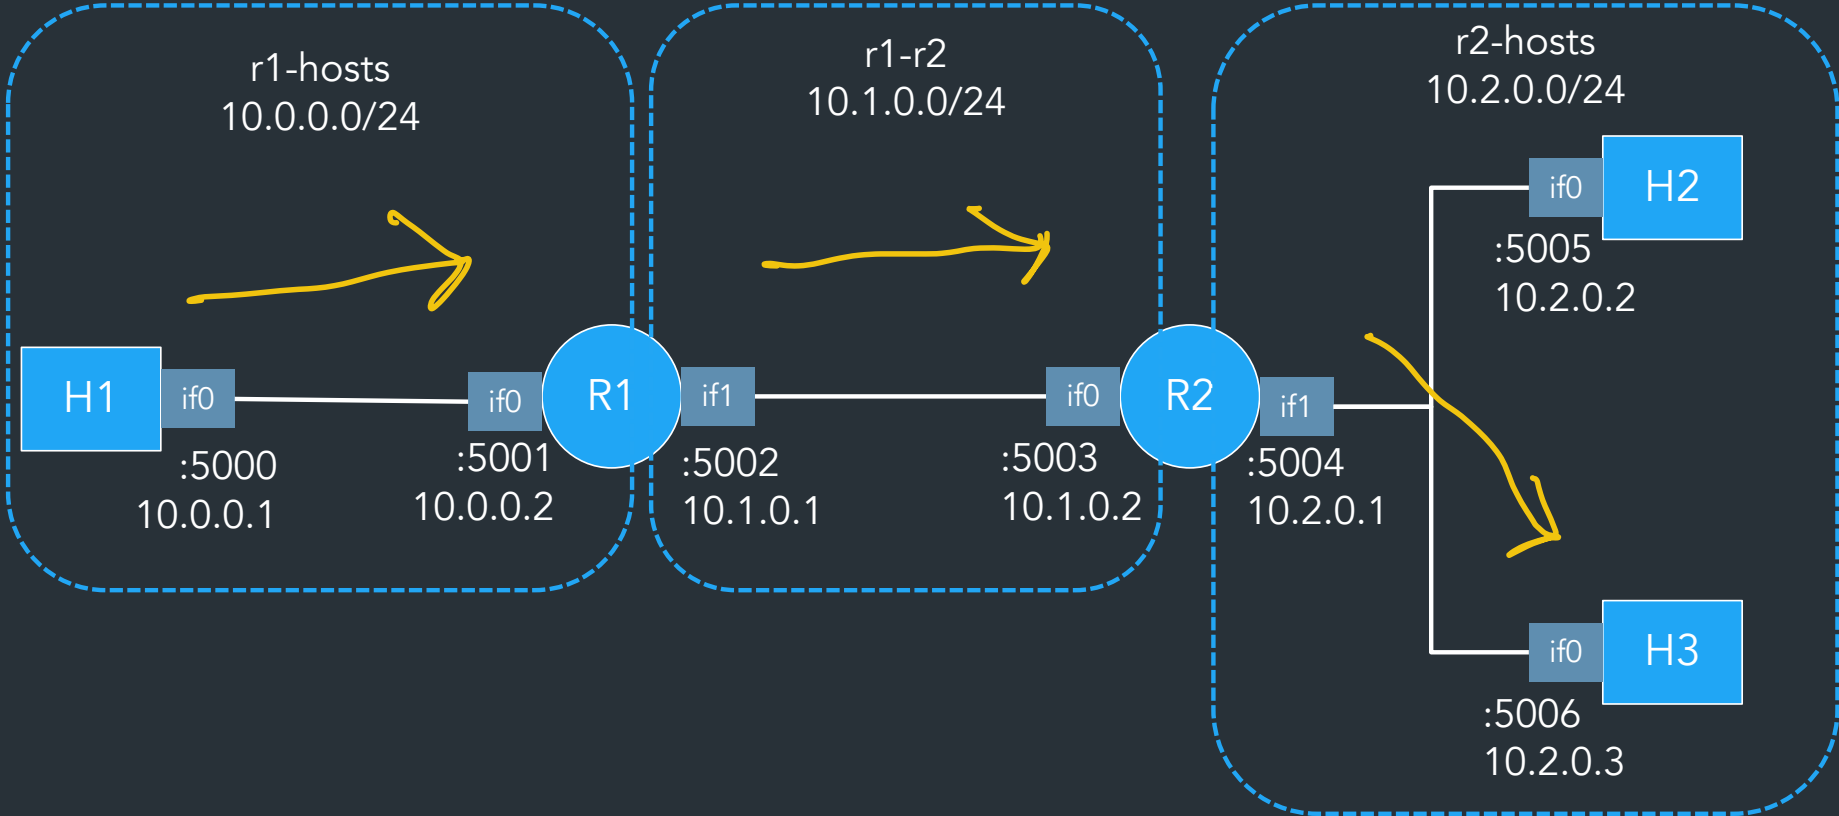 r1-hosts
10.0.0.0/24
r1-r2
10.1.0.0/24
r2-hosts
10.2.0.0/24
if0
H2
:5005
10.2.0.2
H1
if0
:5000
10.0.0.1
if0
R1
:5001
10.0.0.2
if1
:5002
10.1.0.1
if0
R2
:5003
10.1.0.2
if1
:5004
10.2.0.1
if0
H3
:5006
10.2.0.3